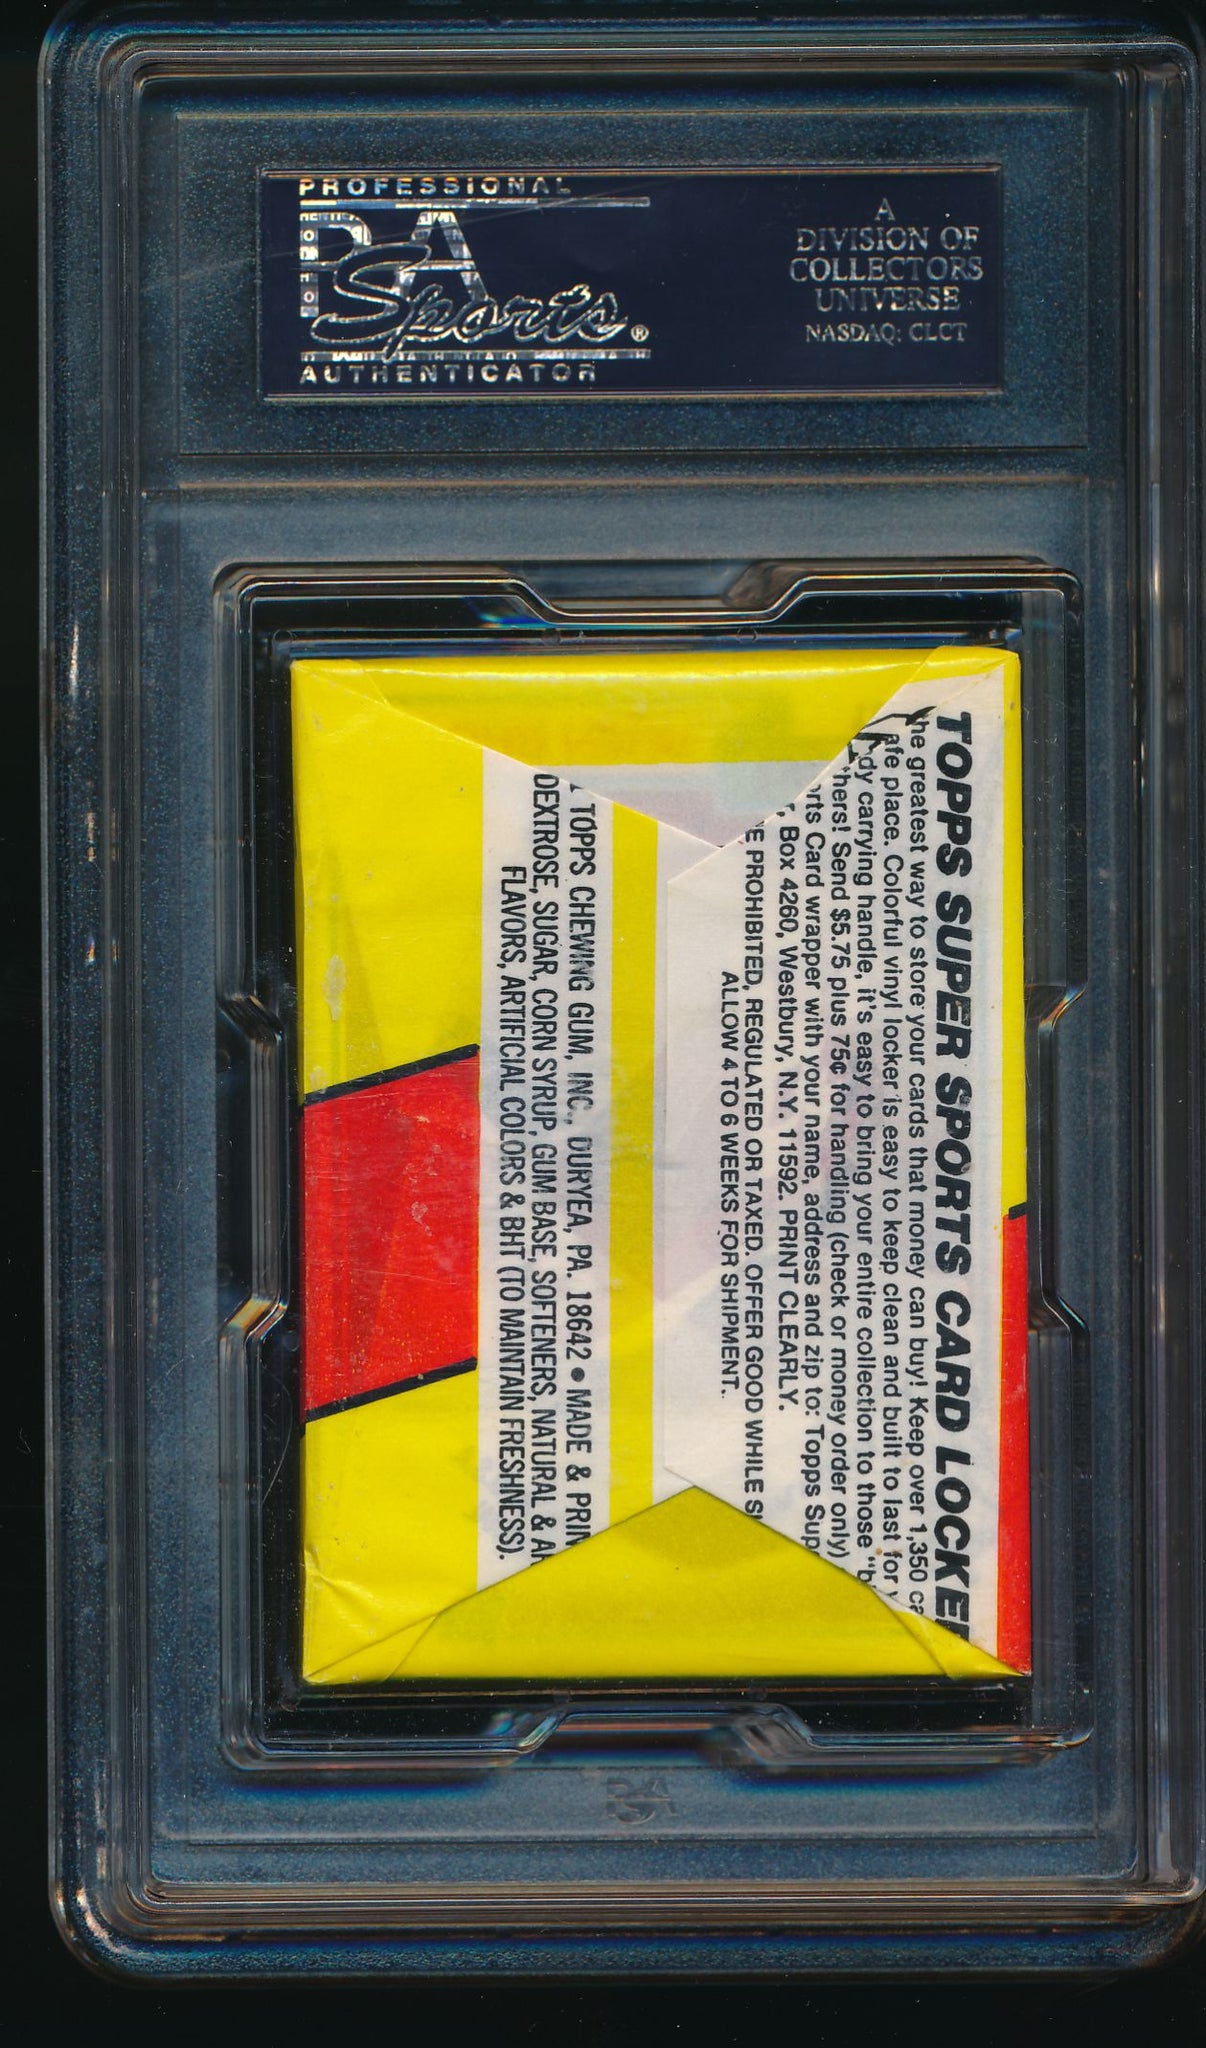 PROFESSIONAL
PSA
Sports®
AUTHENTICATOR
A
DIVISION OF
COLLECTORS
UNIVERSE
NASDAQ: CLCT
TOPPS SUPER SPORTS CARD LOCKE
he greatest way to store your cards that money can buy! Keep over 1,350 ca
afe place. Colorful vinyl locker is easy to keep clean and built to last for
dy carrying handle, it's easy to bring your entire collection to those "b
hers! Send $5.75 plus 75¢ for handling (check or money order only)
orts Card wrapper with your name, address and zip to: Topps Sup
, Box 4260, Westbury, N.Y. 11592. PRINT CLEARLY.
E PROHIBITED, REGULATED OR TAXED. OFFER GOOD WHILE S
ALLOW 4 TO 6 WEEKS FOR SHIPMENT.
TOPPS CHEWING GUM, INC., DURYEA, PA. 18642 • MADE & PRIN
DEXTROSE, SUGAR, CORN SYRUP, GUM BASE, SOFTENERS, NATURAL & A
FLAVORS, ARTIFICIAL COLORS & BHT (TO MAINTAIN FRESHNESS).
PSA